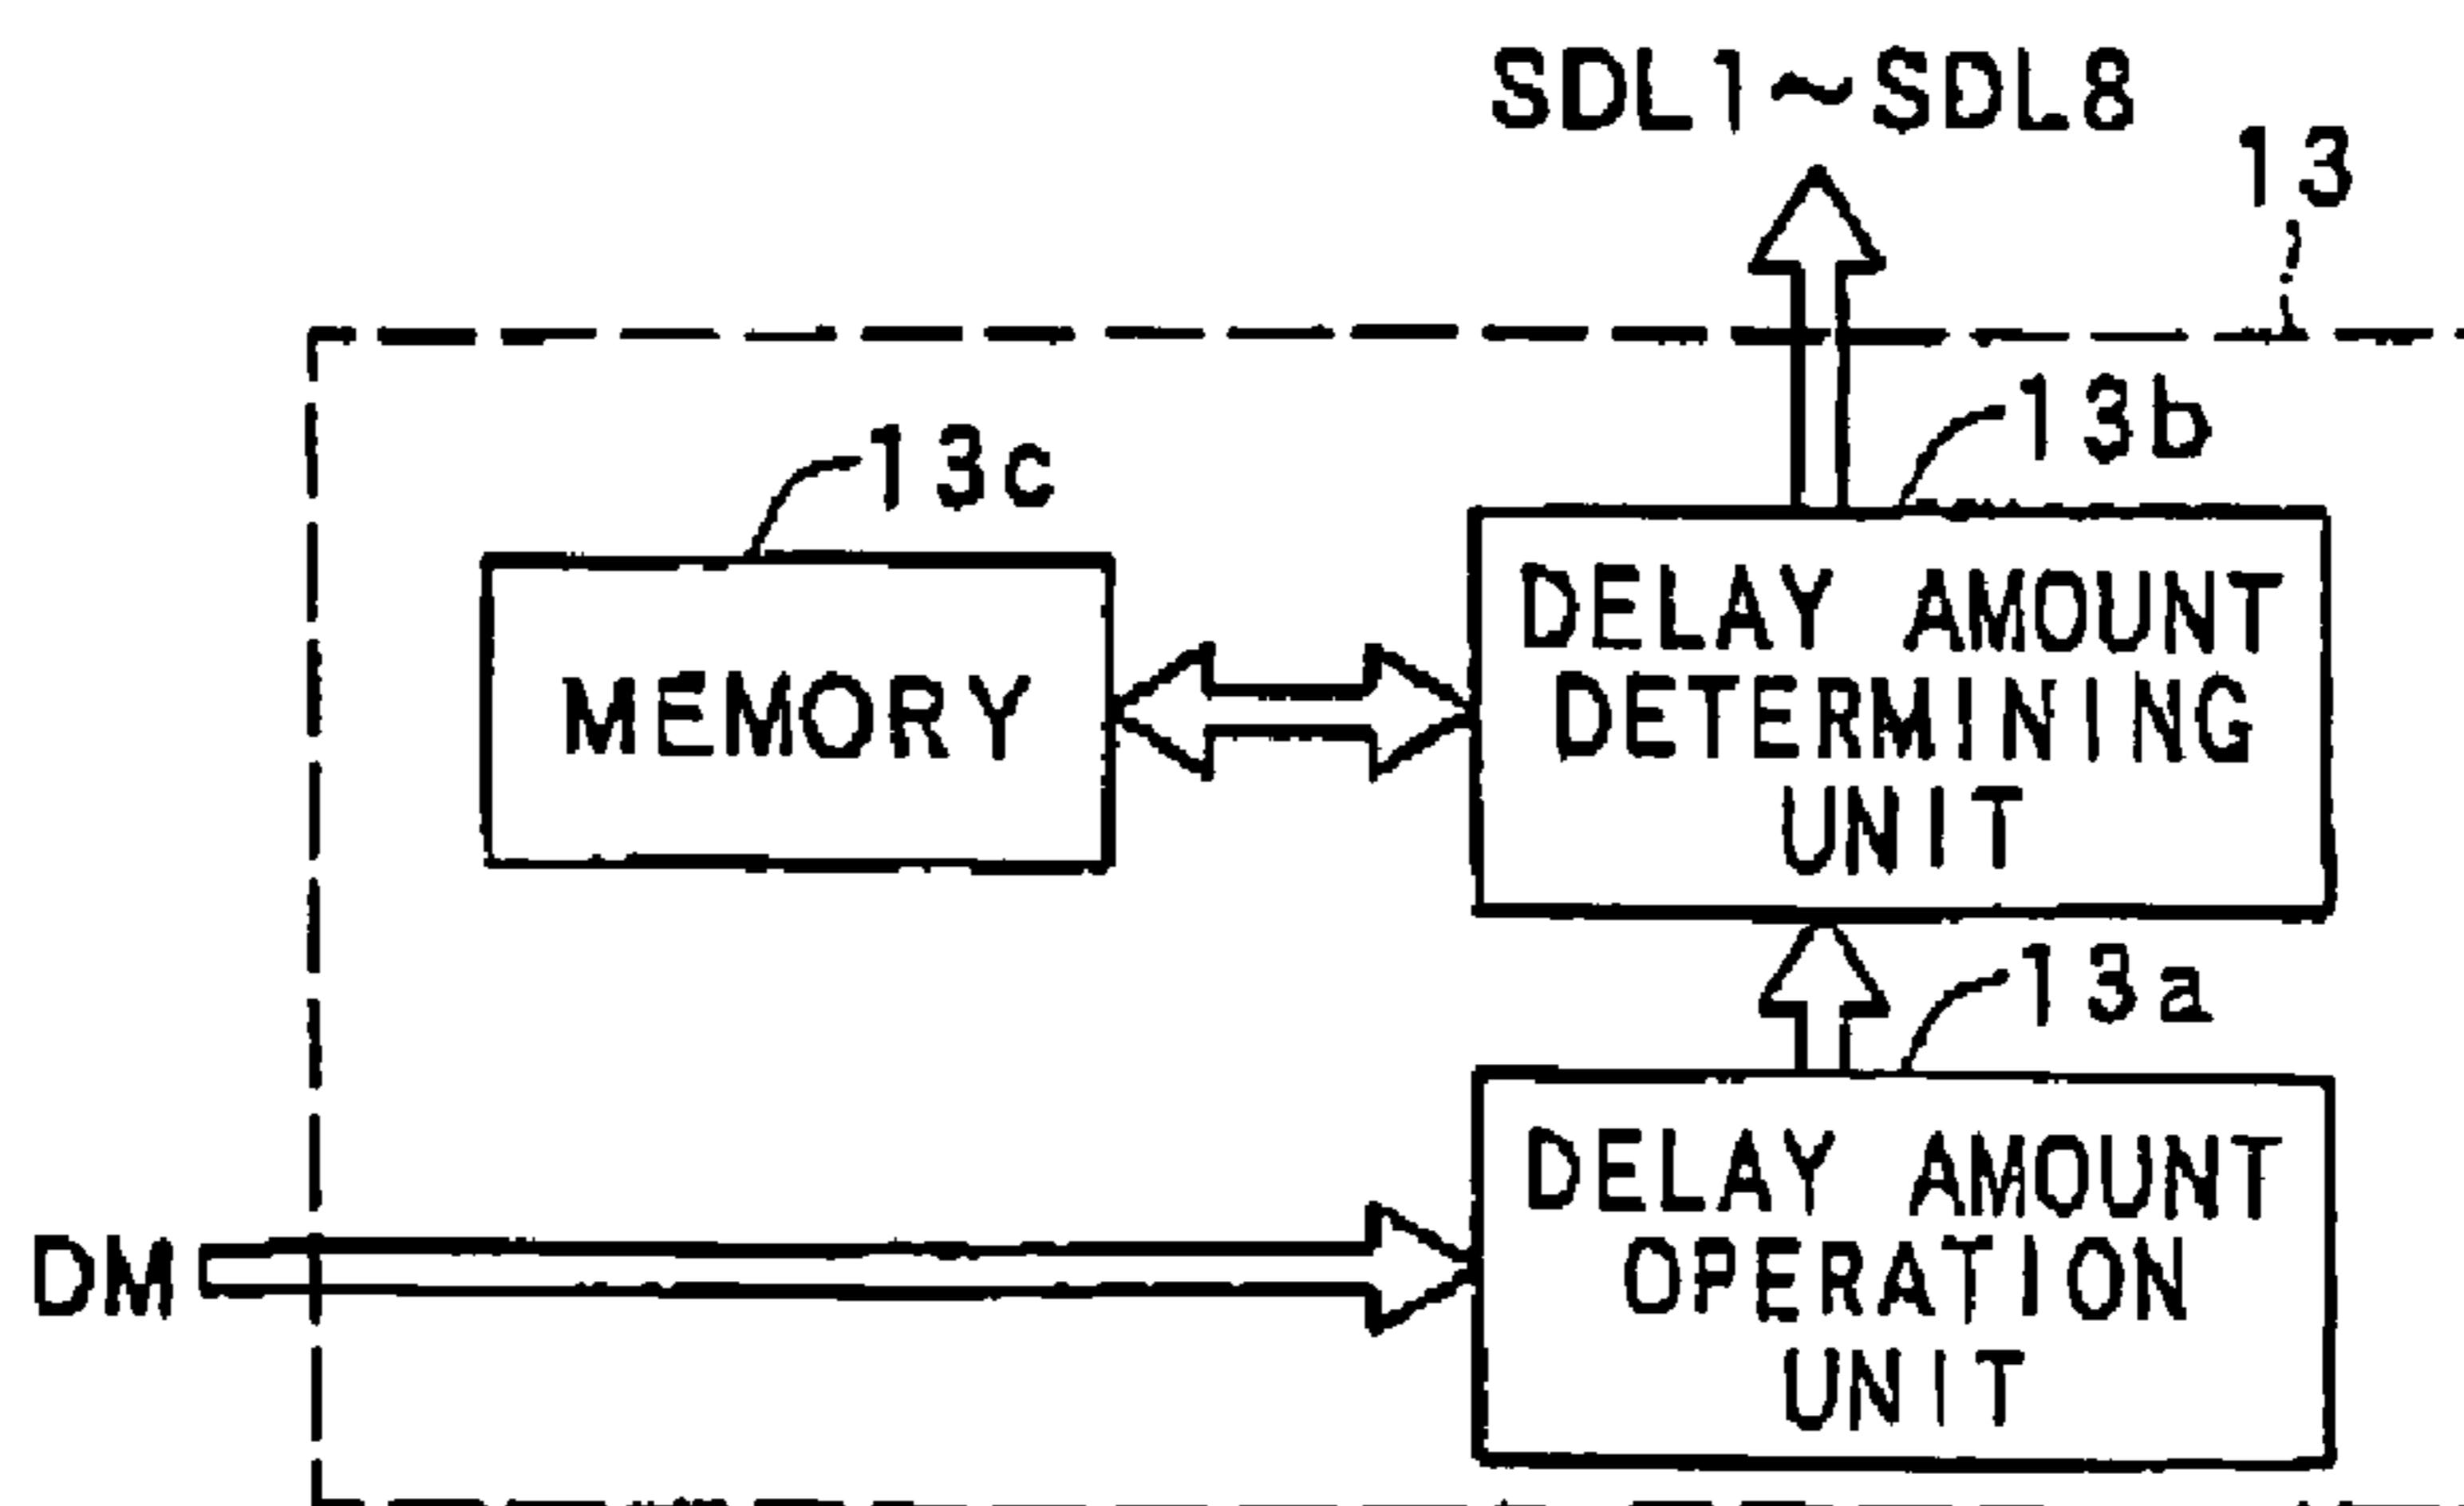 SDL1~SDL8
13
13b
13c
DELAY AMOUNT
DETERMINING
UNIT
MEMORY
13a
DELAY AMOUNT
OPERATION
UNIT
DM